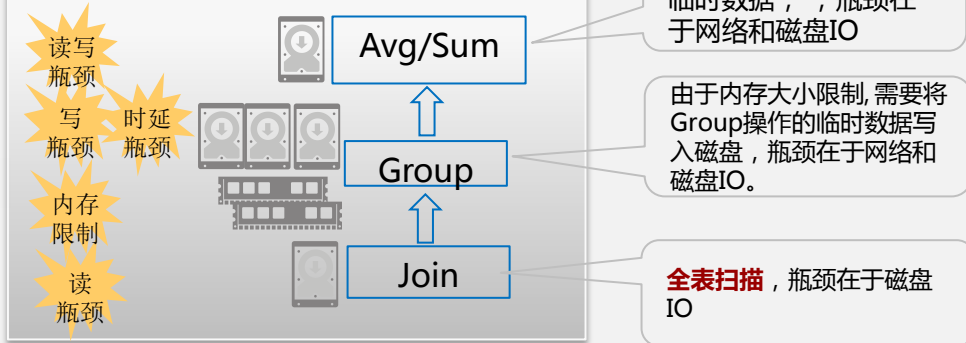 读写
瓶颈
写
瓶颈
时延
瓶颈
内存
限制
读
瓶颈
Avg/Sum
Group
Join
临时数据，，瓶颈在
于网络和磁盘IO
由于内存大小限制, 需要将
Group操作的临时数据写
入磁盘，瓶颈在于网络和
磁盘IO。
全表扫描，瓶颈在于磁盘
IO